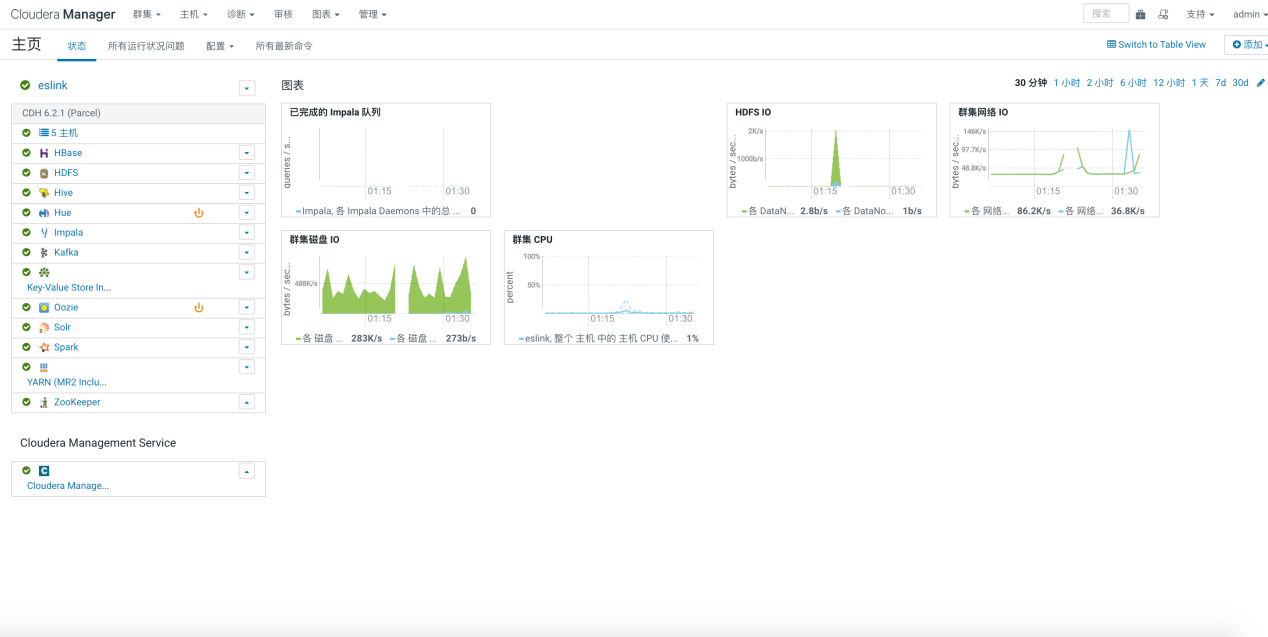 Cloudera Manager 群集 主机 诊断 审核 图表 管理 搜索 支持 admin
主页 状态 所有运行状况问题 配置 所有最新命令 Switch to Table View 添加
eslink
CDH 6.2.1 (Parcel)
5 主机
HBase
HDFS
Hive
Hue
Impala
Kafka
Key-Value Store In...
Oozie
Solr
Spark
YARN (MR2 Inclu...
ZooKeeper
Cloudera Management Service
C
Cloudera Manage...
图表 30 分钟 1 小时 2 小时 6 小时 12 小时 1 天 7d 30d
已完成的 Impala 队列
queries / s...
01:15 01:30
Impala, 各 Impala Daemons 中的总 ... 0
HDFS IO
bytes / sec...
2K/s
1000b/s
01:15 01:30
各 DataN... 2.8b/s 各 DataNo... 1b/s
群集网络 IO
bytes / sec...
146K/s
97.7K/s
48.8K/s
01:15 01:30
各 网络... 86.2K/s 各 网络... 36.8K/s
群集磁盘 IO
bytes / sec...
488K/s
01:15 01:30
各 磁盘 ... 283K/s 各 磁盘 ... 273b/s
群集 CPU
percent
100%
50%
01:15 01:30
eslink, 整个 主机 中的 主机 CPU 使... 1%